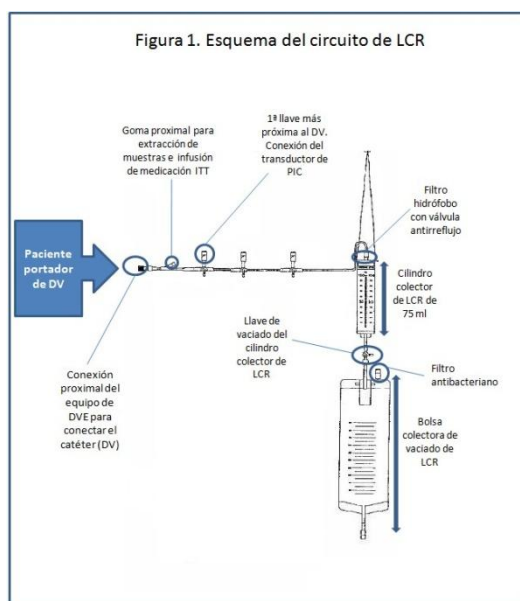 Figura 1. Esquema del circuito de LCR
Goma proximal para
extracción de
muestras e infusión
de medicación ITT
1ª llave más
próxima al DV.
Conexión del
transductor de
PIC
Filtro
hidrófobo
con válvula
antirreflujo
Paciente
portador
de DV
Cilindro
colector
de LCR de
75 ml
Llave de
vaciado del
cilindro
colector de
LCR
Filtro
antibacteriano
Conexión
proximal del
equipo de
DVE para
conectar el
catéter (DV)
Bolsa
colectora de
vaciado de
LCR